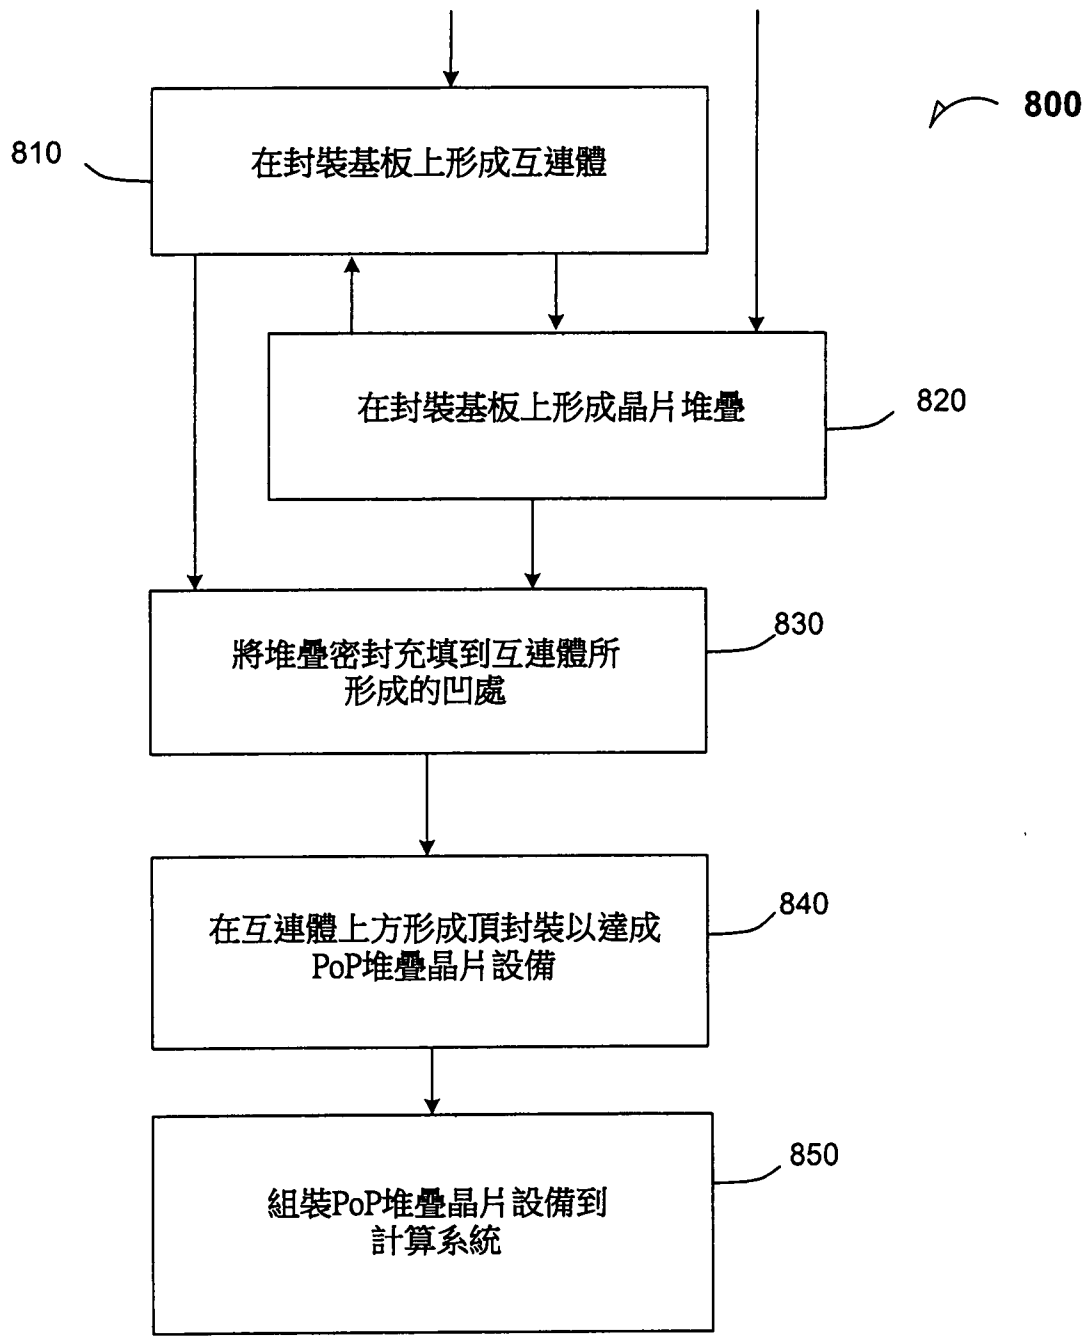 800
810
在封裝基板上形成互連體
在封裝基板上形成晶片堆疊
820
830
將堆疊密封充填到互連體所
形成的凹處
840
在互連體上方形成頂封裝以達成
PoP堆疊晶片設備
850
組裝PoP堆疊晶片設備到
計算系統